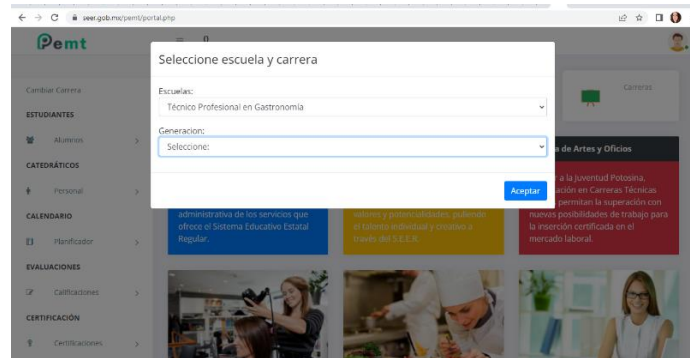 seer.gob.mx/pemt/portal.php
Pemt
Seleccione escuela y carrera
Escuelas:
Técnico Profesional en Gastronomía
Generacion:
Seleccione:
Aceptar
Cambiar Carrera
ESTUDIANTES
Alumnos
CATEDRÁTICOS
Personal
CALENDARIO
Planificador
EVALUACIONES
Calificaciones
CERTIFICACIÓN
Certificaciones
Carreras
administrativa de los servicios que
ofrece el Sistema Educativo Estatal
Regular.
valores y potencialidades, puliendo
el talento individual y creativo a
través del S.E.E.R.
de Artes y Oficios
a la Juventud Potosina,
en Carreras Técnicas
permitan la superación con
nuevas posibilidades de trabajo para
la inserción certificada en el
mercado laboral.